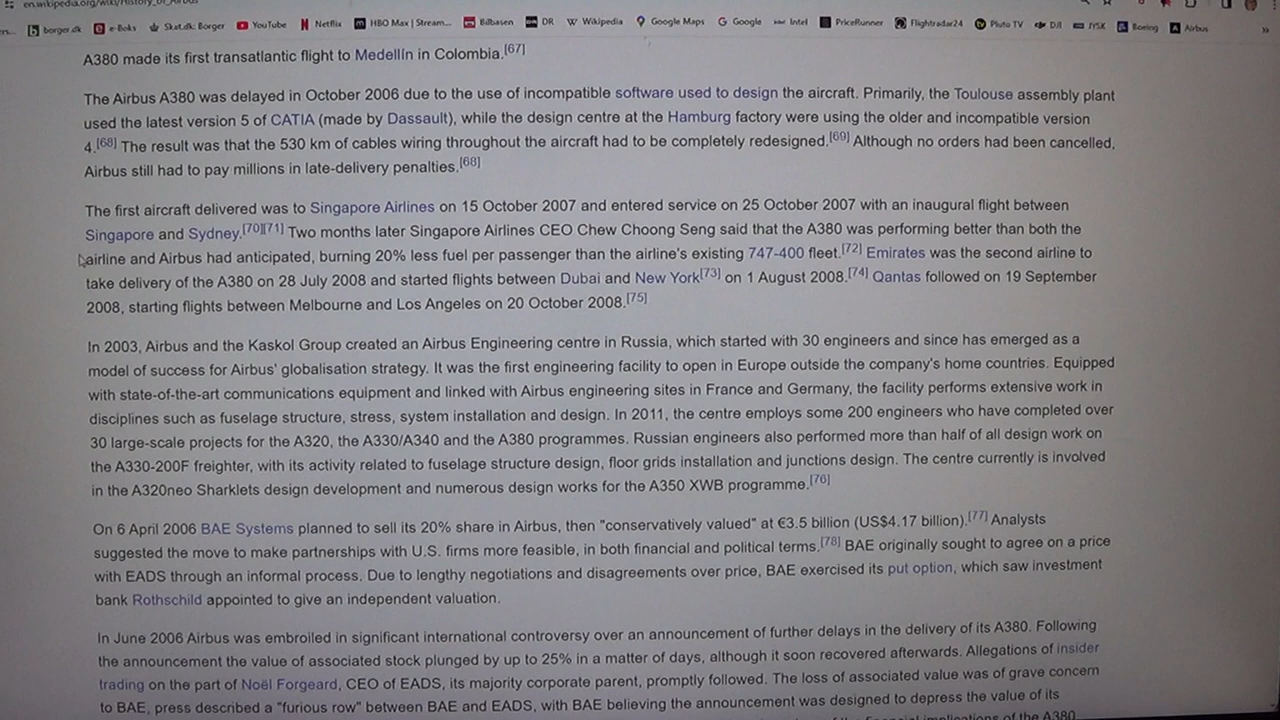 en.wikipedia.org/wiki/History_of_Airbus
rs... borger.dk e-Boks Skat.dk: Borger YouTube Netflix HBO Max | Stream... Bilbasen DR Wikipedia Google Maps Google Intel PriceRunner Flightradar24 Pluto TV DJI JYSK Boeing Airbus »
A380 made its first transatlantic flight to Medellín in Colombia.[67]
The Airbus A380 was delayed in October 2006 due to the use of incompatible software used to design the aircraft. Primarily, the Toulouse assembly plant
used the latest version 5 of CATIA (made by Dassault), while the design centre at the Hamburg factory were using the older and incompatible version
4.[68] The result was that the 530 km of cables wiring throughout the aircraft had to be completely redesigned.[69] Although no orders had been cancelled,
Airbus still had to pay millions in late-delivery penalties.[68]
The first aircraft delivered was to Singapore Airlines on 15 October 2007 and entered service on 25 October 2007 with an inaugural flight between
Singapore and Sydney.[70][71] Two months later Singapore Airlines CEO Chew Choong Seng said that the A380 was performing better than both the
airline and Airbus had anticipated, burning 20% less fuel per passenger than the airline's existing 747-400 fleet.[72] Emirates was the second airline to
take delivery of the A380 on 28 July 2008 and started flights between Dubai and New York[73] on 1 August 2008.[74] Qantas followed on 19 September
2008, starting flights between Melbourne and Los Angeles on 20 October 2008.[75]
In 2003, Airbus and the Kaskol Group created an Airbus Engineering centre in Russia, which started with 30 engineers and since has emerged as a
model of success for Airbus' globalisation strategy. It was the first engineering facility to open in Europe outside the company's home countries. Equipped
with state-of-the-art communications equipment and linked with Airbus engineering sites in France and Germany, the facility performs extensive work in
disciplines such as fuselage structure, stress, system installation and design. In 2011, the centre employs some 200 engineers who have completed over
30 large-scale projects for the A320, the A330/A340 and the A380 programmes. Russian engineers also performed more than half of all design work on
the A330-200F freighter, with its activity related to fuselage structure design, floor grids installation and junctions design. The centre currently is involved
in the A320neo Sharklets design development and numerous design works for the A350 XWB programme.[76]
On 6 April 2006 BAE Systems planned to sell its 20% share in Airbus, then "conservatively valued" at €3.5 billion (US$4.17 billion).[77] Analysts
suggested the move to make partnerships with U.S. firms more feasible, in both financial and political terms.[78] BAE originally sought to agree on a price
with EADS through an informal process. Due to lengthy negotiations and disagreements over price, BAE exercised its put option, which saw investment
bank Rothschild appointed to give an independent valuation.
In June 2006 Airbus was embroiled in significant international controversy over an announcement of further delays in the delivery of its A380. Following
the announcement the value of associated stock plunged by up to 25% in a matter of days, although it soon recovered afterwards. Allegations of insider
trading on the part of Noël Forgeard, CEO of EADS, its majority corporate parent, promptly followed. The loss of associated value was of grave concern
to BAE, press described a "furious row" between BAE and EADS, with BAE believing the announcement was designed to depress the value of its
implications of the A380